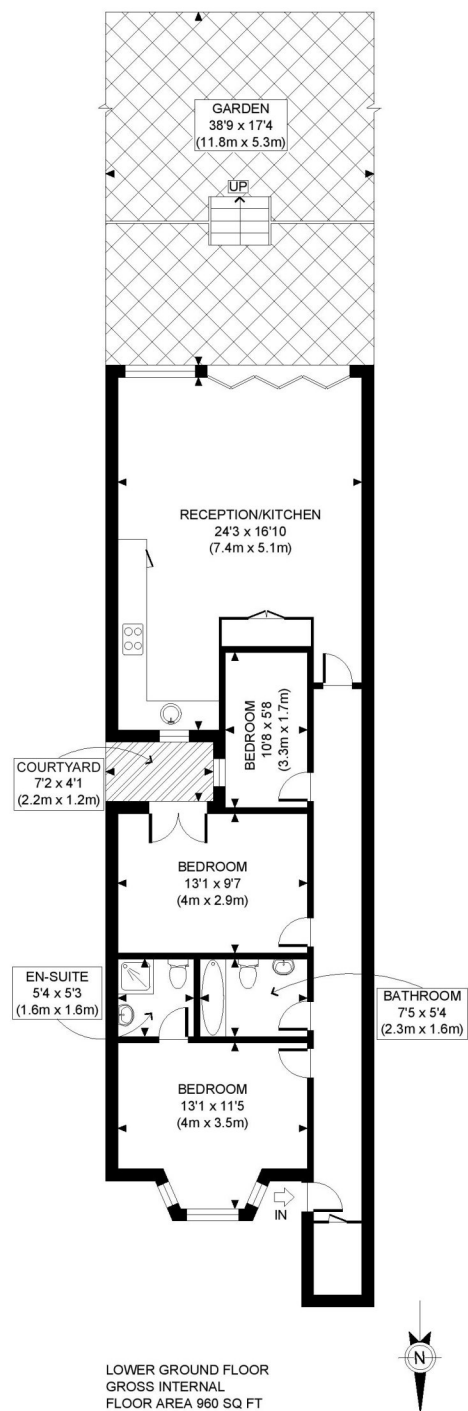 GARDEN
38'9 x 17'4
(11.8m x 5.3m)
UP
RECEPTION/KITCHEN
24'3 x 16'10
(7.4m x 5.1m)
BEDROOM
10'8 x 5'8
(3.3m x 1.7m)
COURTYARD
7'2 x 4'1
(2.2m x 1.2m)
BEDROOM
13'1 x 9'7
(4m x 2.9m)
EN-SUITE
5'4 x 5'3
(1.6m x 1.6m)
BATHROOM
7'5 x 5'4
(2.3m x 1.6m)
BEDROOM
13'1 x 11'5
(4m x 3.5m)
IN
N
LOWER GROUND FLOOR
GROSS INTERNAL
FLOOR AREA 960 SQ FT